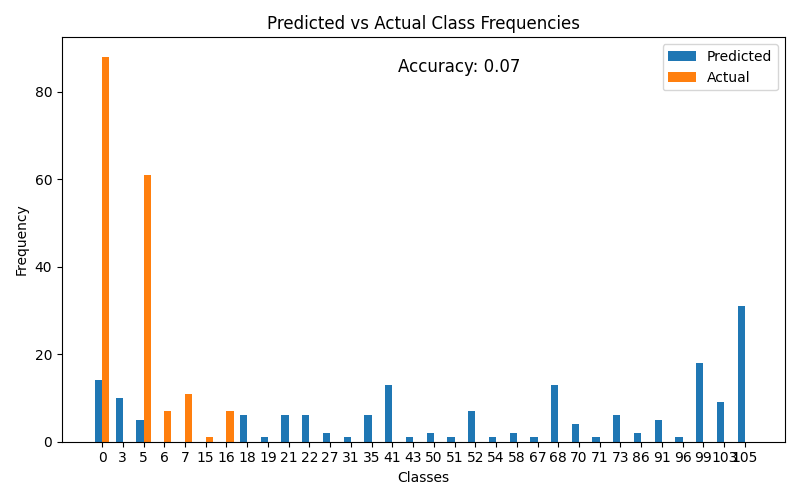 Predicted vs Actual Class Frequencies
Accuracy: 0.07
Predicted
Actual
Frequency
80
60
40
20
0
0 3 5 6 7 15 16 18 19 21 22 27 31 35 41 43 50 51 52 54 58 67 68 70 71 73 86 91 96 99 103 105
Classes